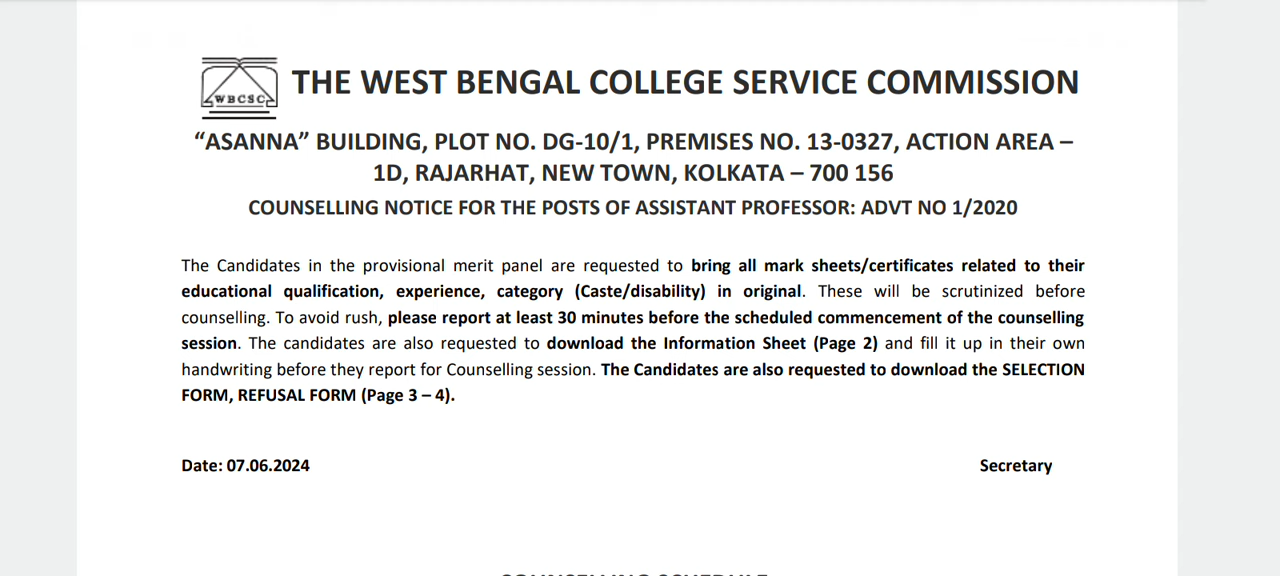 WBCSC
THE WEST BENGAL COLLEGE SERVICE COMMISSION
“ASANNA” BUILDING, PLOT NO. DG-10/1, PREMISES NO. 13-0327, ACTION AREA –
1D, RAJARHAT, NEW TOWN, KOLKATA – 700 156
COUNSELLING NOTICE FOR THE POSTS OF ASSISTANT PROFESSOR: ADVT NO 1/2020
The Candidates in the provisional merit panel are requested to bring all mark sheets/certificates related to their
educational qualification, experience, category (Caste/disability) in original. These will be scrutinized before
counselling. To avoid rush, please report at least 30 minutes before the scheduled commencement of the counselling
session. The candidates are also requested to download the Information Sheet (Page 2) and fill it up in their own
handwriting before they report for Counselling session. The Candidates are also requested to download the SELECTION
FORM, REFUSAL FORM (Page 3 – 4).
Date: 07.06.2024 Secretary
COUNSELLING SCHEDULE